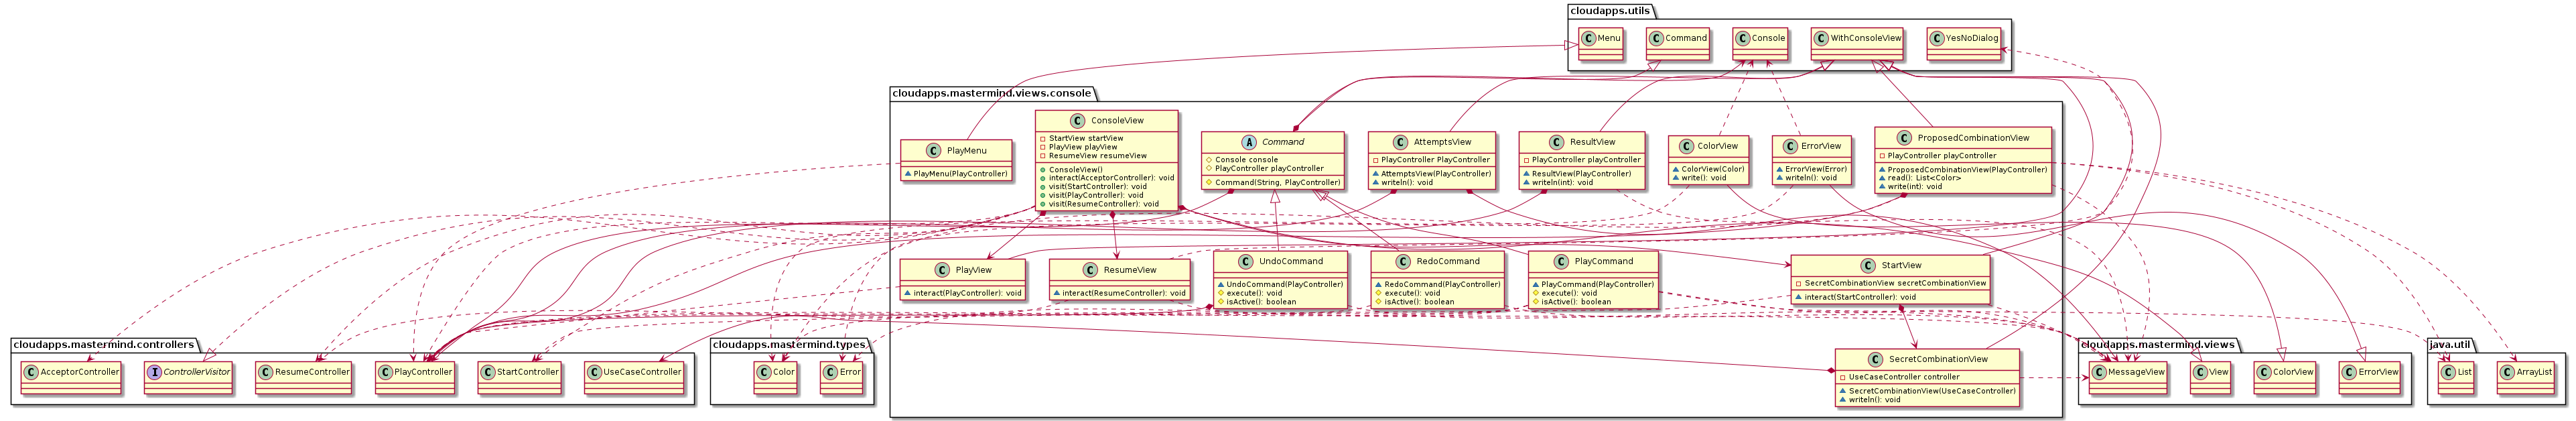 cloudapps.utils
Menu
Command
Console
WithConsoleView
YesNoDialog
cloudapps.mastermind.views.console
PlayMenu
PlayMenu(PlayController)
ConsoleView
StartView startView
PlayView playView
ResumeView resumeView
ConsoleView()
interact(AcceptorController): void
visit(StartController): void
visit(PlayController): void
visit(ResumeController): void
Command
Console console
PlayController playController
Command(String, PlayController)
AttemptsView
PlayController PlayController
AttemptsView(PlayController)
writeln(): void
ResultView
PlayController playController
ResultView(PlayController)
writeln(int): void
ColorView
ColorView(Color)
write(): void
ErrorView
ErrorView(Error)
writeln(): void
ProposedCombinationView
PlayController playController
ProposedCombinationView(PlayController)
read(): List<Color>
write(int): void
PlayView
interact(PlayController): void
ResumeView
interact(ResumeController): void
UndoCommand
UndoCommand(PlayController)
execute(): void
isActive(): boolean
RedoCommand
RedoCommand(PlayController)
execute(): void
isActive(): boolean
PlayCommand
PlayCommand(PlayController)
execute(): void
isActive(): boolean
StartView
SecretCombinationView secretCombinationView
interact(StartController): void
SecretCombinationView
UseCaseController controller
SecretCombinationView(UseCaseController)
writeln(): void
cloudapps.mastermind.controllers
AcceptorController
ControllerVisitor
ResumeController
PlayController
StartController
UseCaseController
cloudapps.mastermind.types
Color
Error
cloudapps.mastermind.views
MessageView
View
ColorView
ErrorView
java.util
List
ArrayList